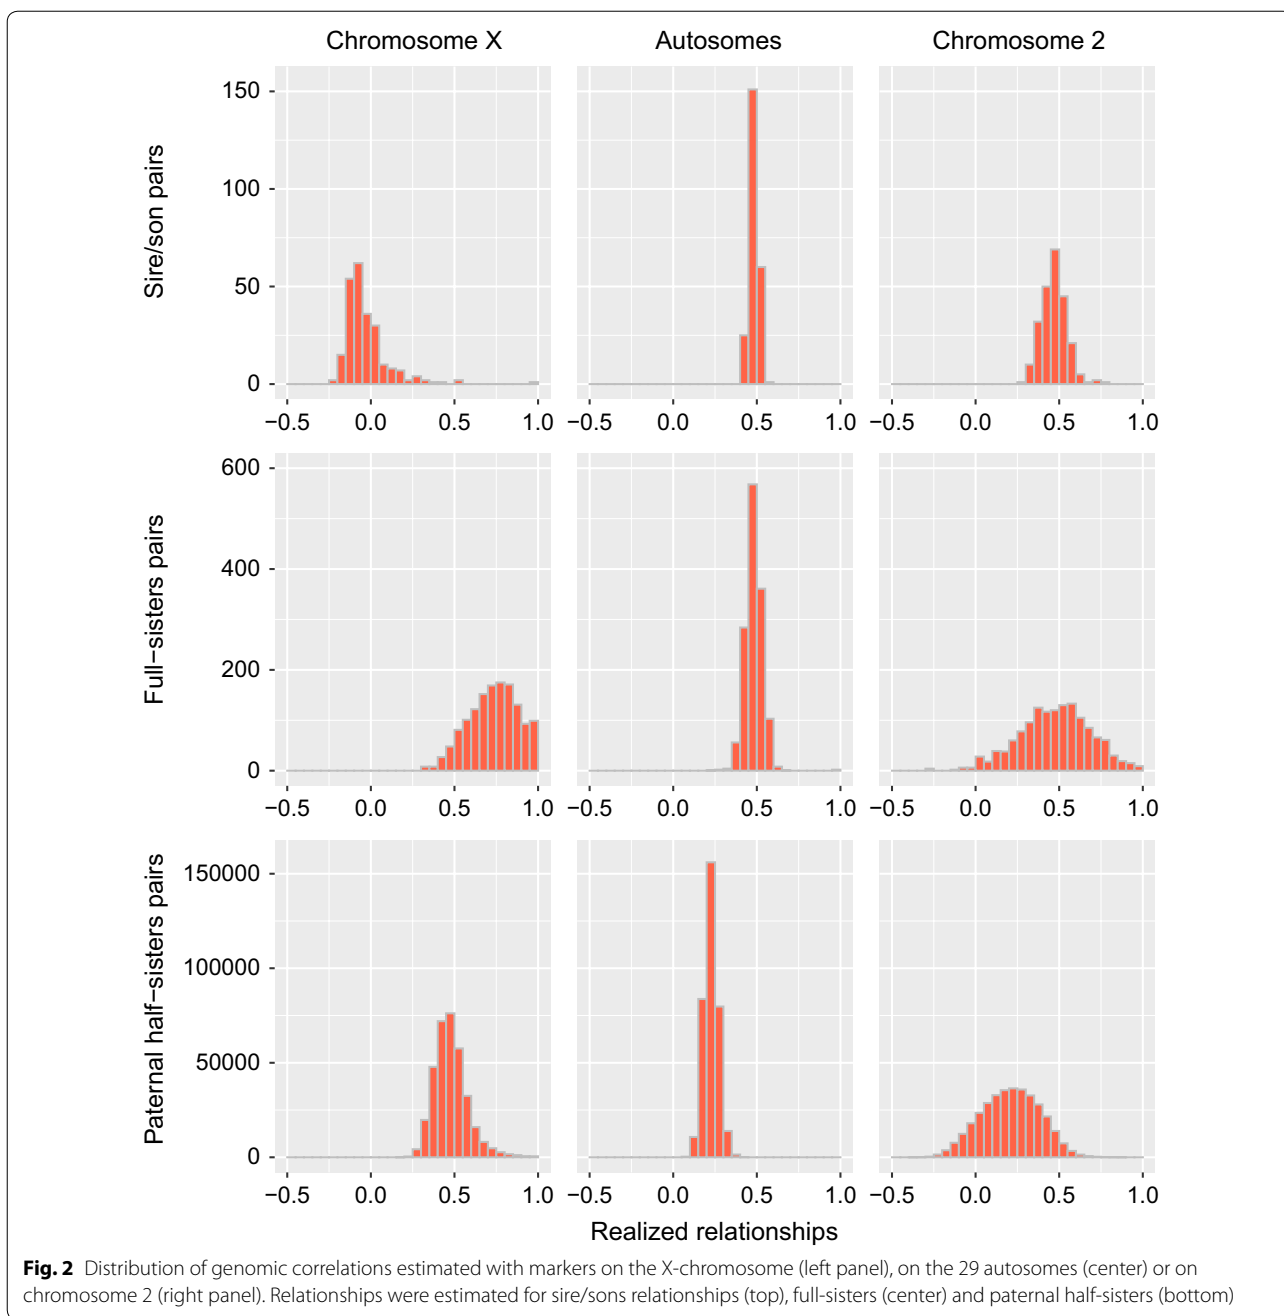 Chromosome X Autosomes Chromosome 2
Sire/son pairs
150
100
50
0
−0.5 0.0 0.5 1.0 −0.5 0.0 0.5 1.0 −0.5 0.0 0.5 1.0
Full−sisters pairs
600
400
200
0
−0.5 0.0 0.5 1.0 −0.5 0.0 0.5 1.0 −0.5 0.0 0.5 1.0
Paternal half−sisters pairs
150000
100000
50000
0
−0.5 0.0 0.5 1.0 −0.5 0.0 0.5 1.0 −0.5 0.0 0.5 1.0
Realized relationships
Fig. 2 Distribution of genomic correlations estimated with markers on the X-chromosome (left panel), on the 29 autosomes (center) or on
chromosome 2 (right panel). Relationships were estimated for sire/sons relationships (top), full-sisters (center) and paternal half-sisters (bottom)